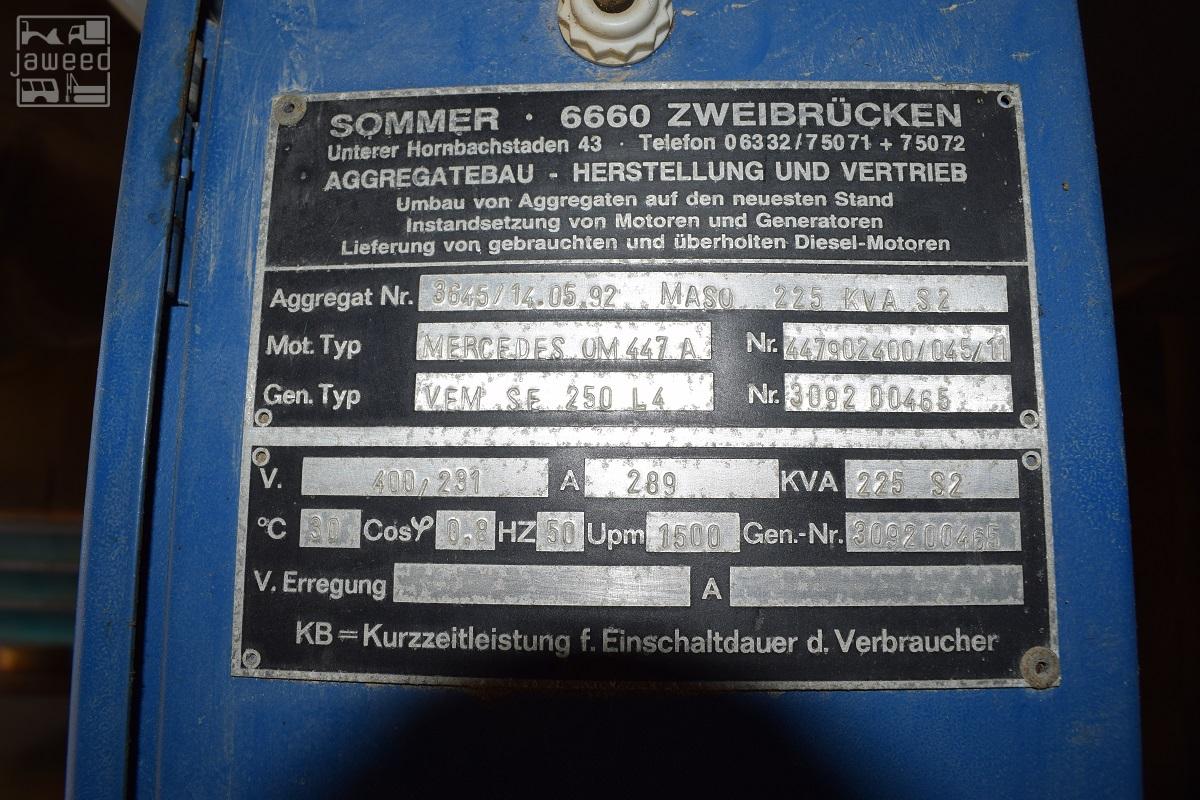 jaweed
SOMMER · 6660 ZWEIBRÜCKEN
Unterer Hornbachstaden 43 · Telefon 06332/75071 + 75072
AGGREGATEBAU - HERSTELLUNG UND VERTRIEB
Umbau von Aggregaten auf den neuesten Stand
Instandsetzung von Motoren und Generatoren
Lieferung von gebrauchten und überholten Diesel-Motoren
Aggregat Nr. 3645/14.05.92 MASO 225 KVA S2
Mot. Typ MERCEDES OM 447 A Nr. 447902400/045/11
Gen. Typ VEM SE 250 L4 Nr. 3092 00465
V. 400/231 A 289 KVA 225 S2
°C 30 Cosφ 0.8 HZ 50 Upm 1500 Gen.-Nr. 3092 00465
V. Erregung A
KB = Kurzzeitleistung f. Einschaltdauer d. Verbraucher